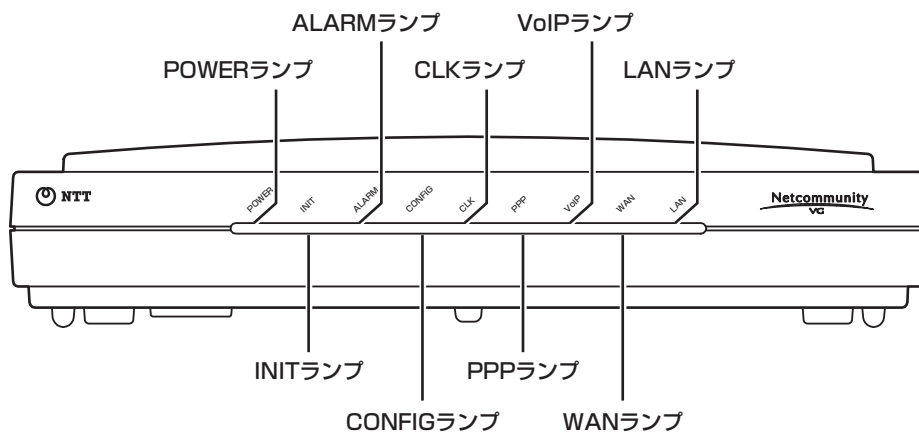 ALARMランプ VoIPランプ
POWERランプ CLKランプ LANランプ
NTT
POWER INIT ALARM CONFIG CLK PPP VoIP WAN LAN
Netcommunity
VG
INITランプ PPPランプ
CONFIGランプ WANランプ